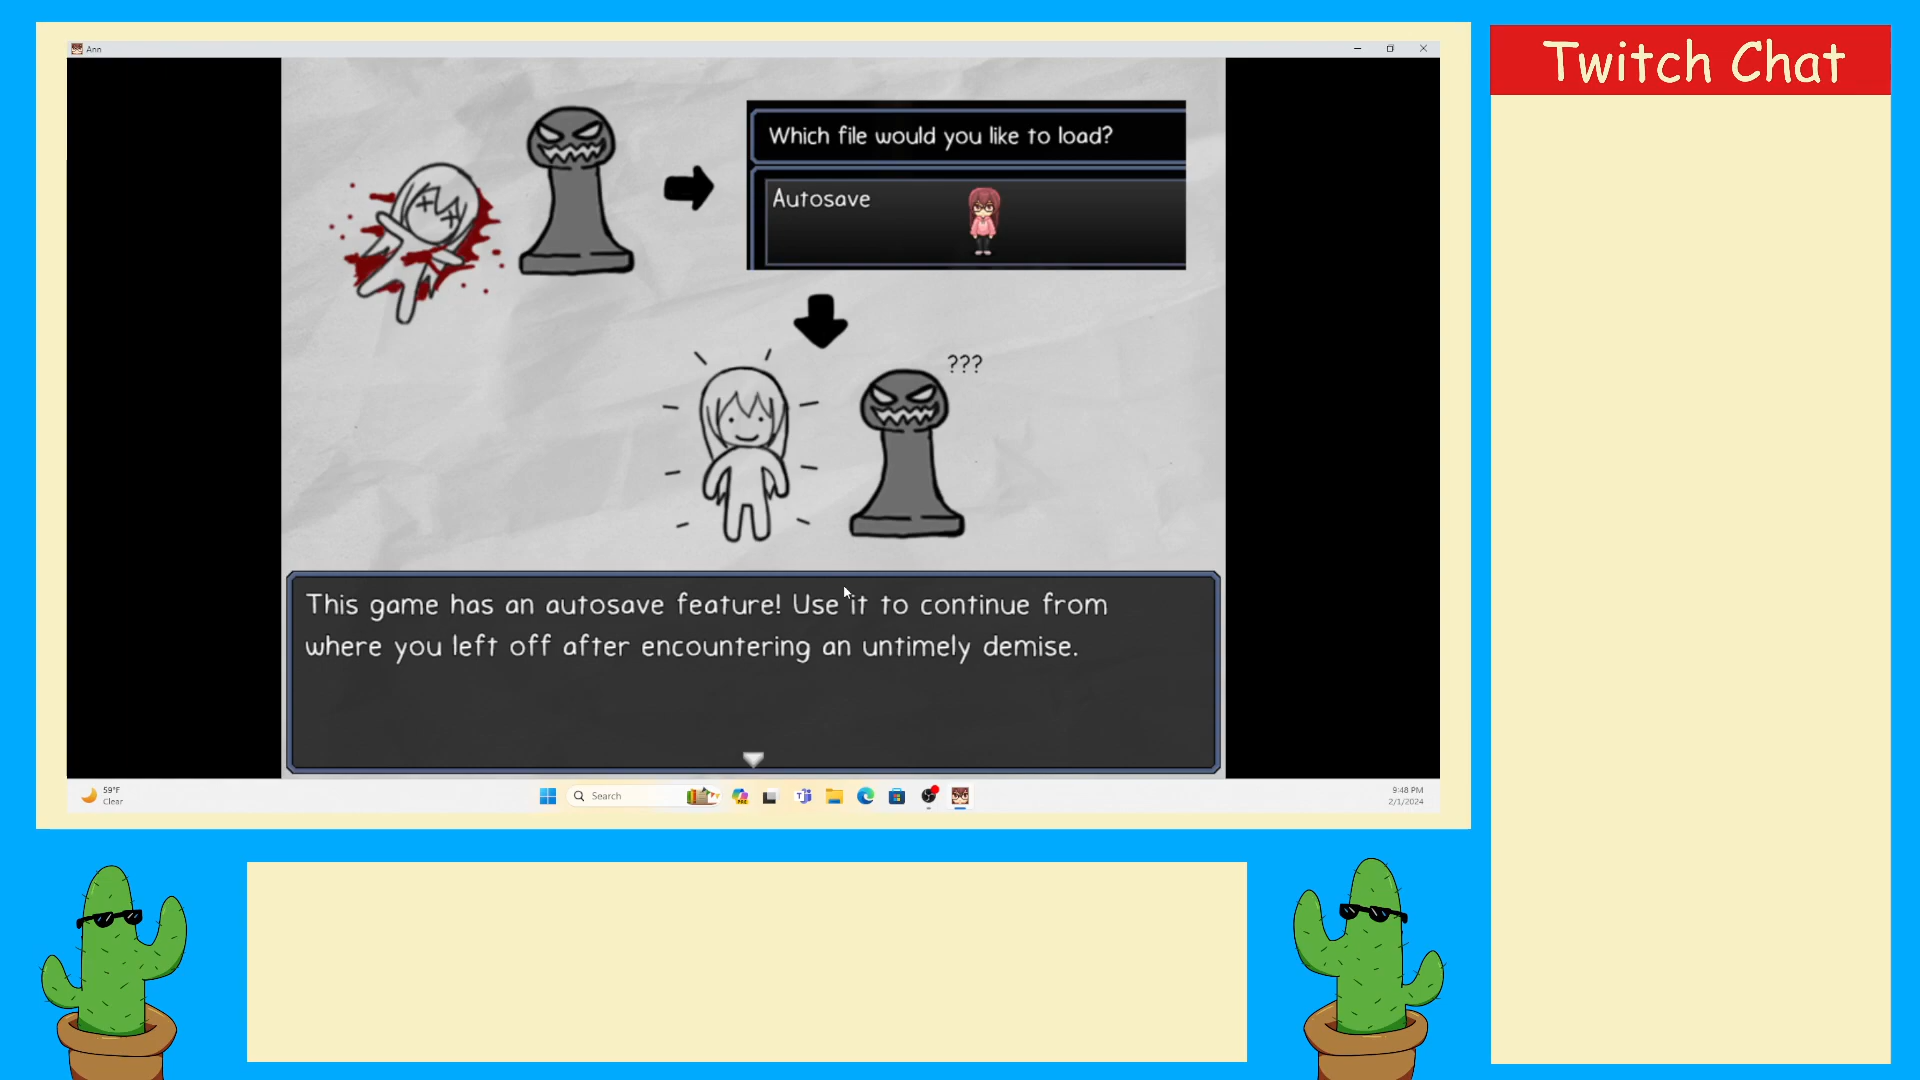 Ann
Twitch Chat
Which file would you like to load?
Autosave
???
This game has an autosave feature! Use it to continue from
where you left off after encountering an untimely demise.
59°F
Clear
Search
PRE
9:48 PM
2/1/2024